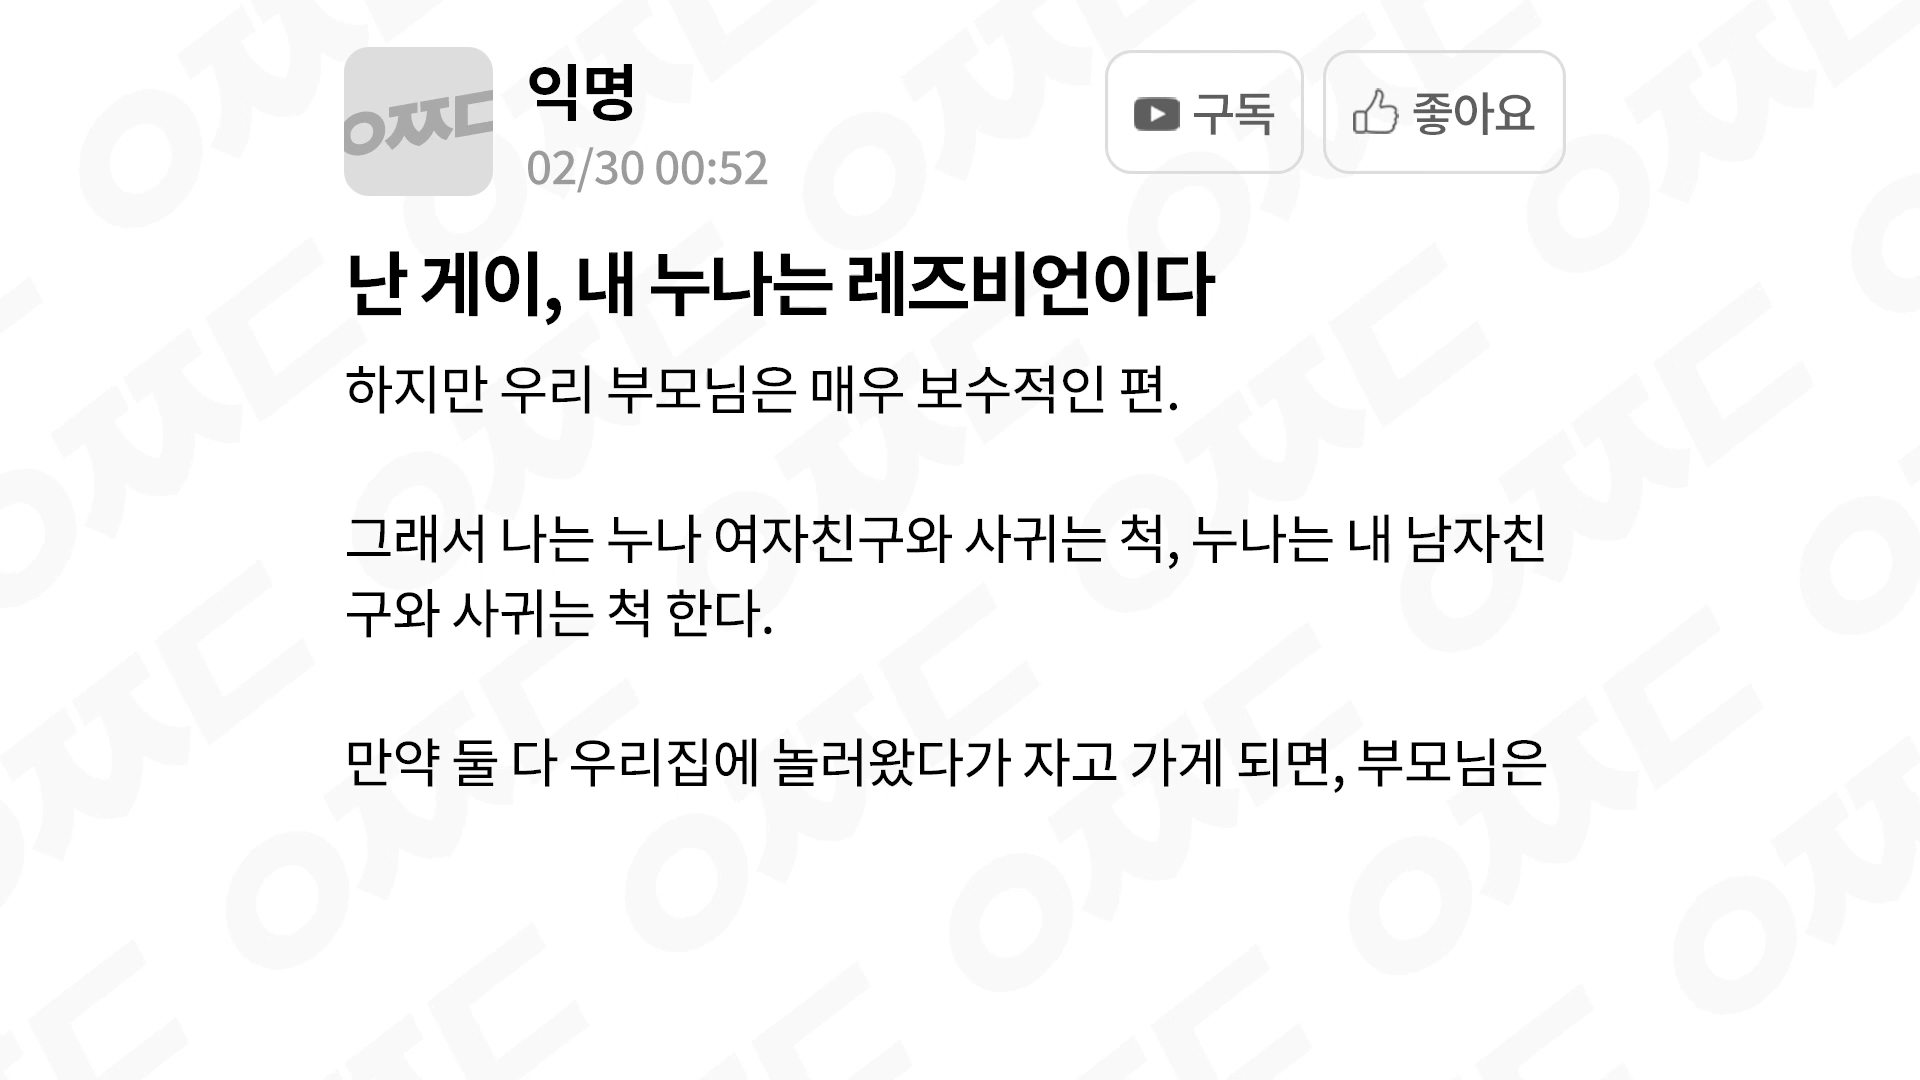 어쩌다
익명
02/30 00:52
구독
좋아요
난 게이, 내 누나는 레즈비언이다
하지만 우리 부모님은 매우 보수적인 편.
그래서 나는 누나 여자친구와 사귀는 척, 누나는 내 남자친
구와 사귀는 척 한다.
만약 둘 다 우리집에 놀러왔다가 자고 가게 되면, 부모님은